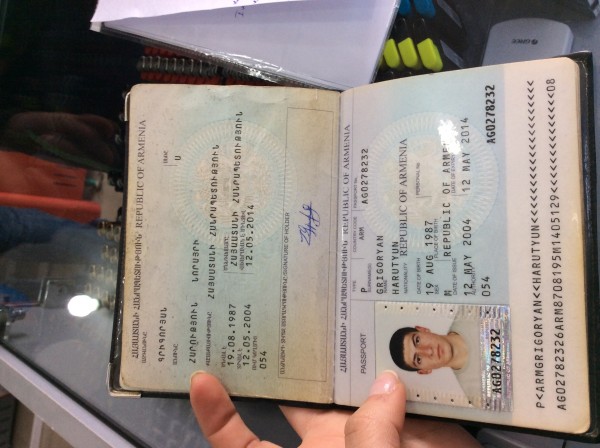 ՀԱՅԱՍՏԱՆԻ ՀԱՆՐԱՊԵՏՈՒԹՅՈՒՆ REPUBLIC OF ARMENIA
ԳՐԻԳՈՐՅԱՆ
ՀԱՐՈՒԹՅՈՒՆ ՆՈՐԱՅՐԻ
ՀԱՅԱՍՏԱՆԻ ՀԱՆՐԱՊԵՏՈՒԹՅՈՒՆ
19.08.1987 ՀԱՅԱՍՏԱՆԻ ՀԱՆՐԱՊԵՏՈՒԹՅՈՒՆ
12.05.2004 12.05.2014
054
SIGNATURE OF HOLDER
ՀԱՅԱՍՏԱՆԻ ՀԱՆՐԱՊԵՏՈՒԹՅՈՒՆ REPUBLIC OF ARMENIA
PASSPORT
P ARM AG0278232
GRIGORYAN
HARUTYUN
REPUBLIC OF ARMENIA
19 AUG 1987
M REPUBLIC OF ARMENIA
12 MAY 2004 12 MAY 2014
054
AG0278232
AG0278232
P<ARMGRIGORYAN<<HARUTYUN<<<<<<<<<<<<<<<<<<<<
AG02782326ARM8708195M1405129<<<<<<<<<<<<<<08